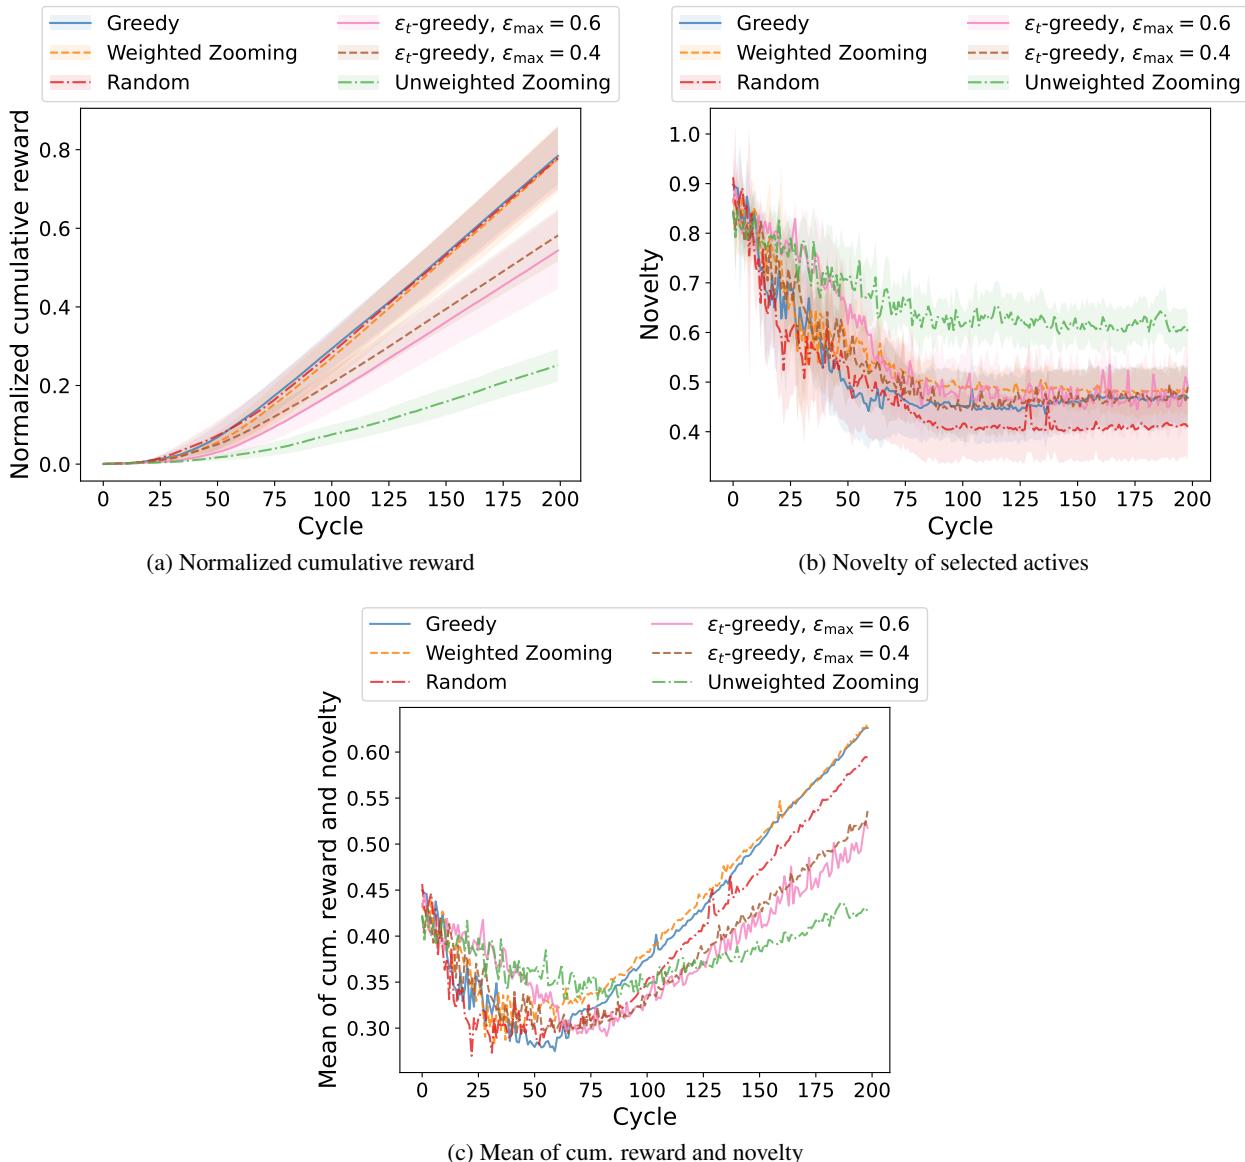 Greedy
Weighted Zooming
Random
εt-greedy, εmax = 0.6
εt-greedy, εmax = 0.4
Unweighted Zooming
Normalized cumulative reward
0.8
0.6
0.4
0.2
0.0
0 25 50 75 100 125 150 175 200
Cycle
(a) Normalized cumulative reward
Greedy
Weighted Zooming
Random
εt-greedy, εmax = 0.6
εt-greedy, εmax = 0.4
Unweighted Zooming
Novelty
1.0
0.9
0.8
0.7
0.6
0.5
0.4
0 25 50 75 100 125 150 175 200
Cycle
(b) Novelty of selected actives
Greedy
Weighted Zooming
Random
εt-greedy, εmax = 0.6
εt-greedy, εmax = 0.4
Unweighted Zooming
Mean of cum. reward and novelty
0.60
0.55
0.50
0.45
0.40
0.35
0.30
0 25 50 75 100 125 150 175 200
Cycle
(c) Mean of cum. reward and novelty